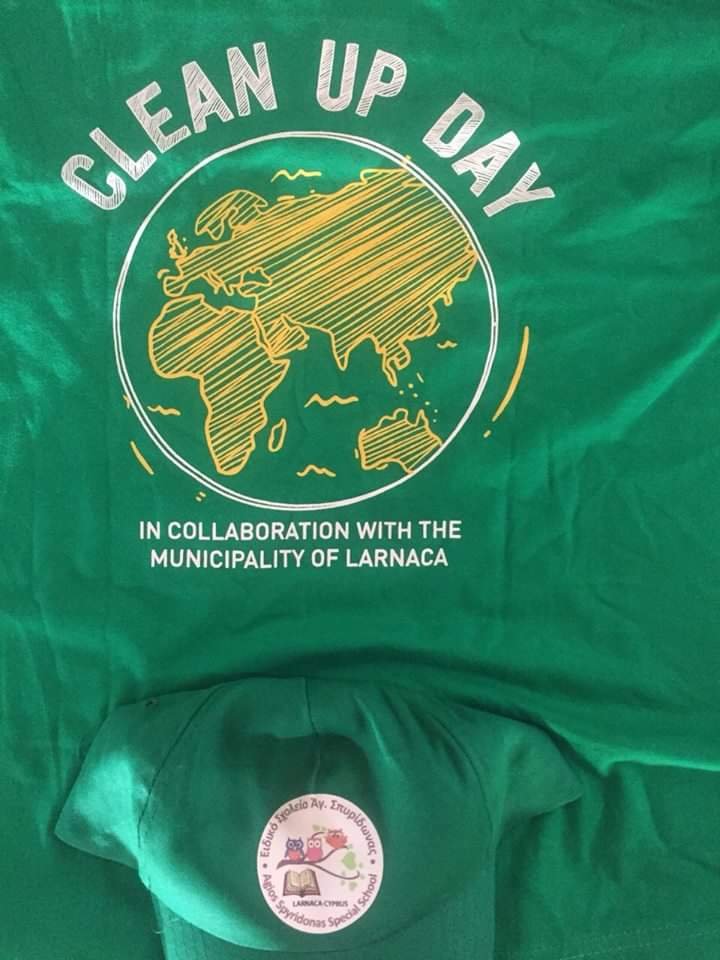 CLEAN UP DAY
IN COLLABORATION WITH THE
MUNICIPALITY OF LARNACA
Ειδικό Σχολείο Αγ. Σπυρίδωνας
LARNACA-CYPRUS
Agios Spyridonas Special School